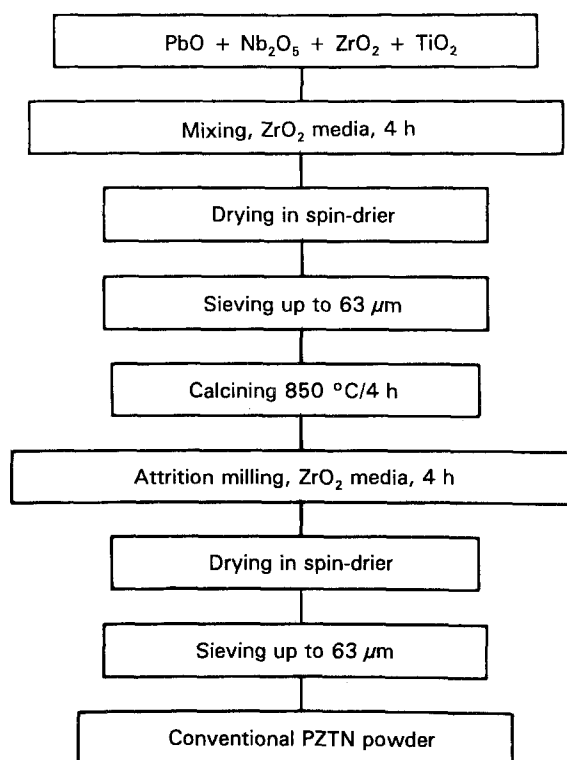 PbO + Nb₂O₅ + ZrO₂ + TiO₂
Mixing, ZrO₂ media, 4 h
Drying in spin-drier
Sieving up to 63 μm
Calcining 850 °C/4 h
Attrition milling, ZrO₂ media, 4 h
Drying in spin-drier
Sieving up to 63 μm
Conventional PZTN powder